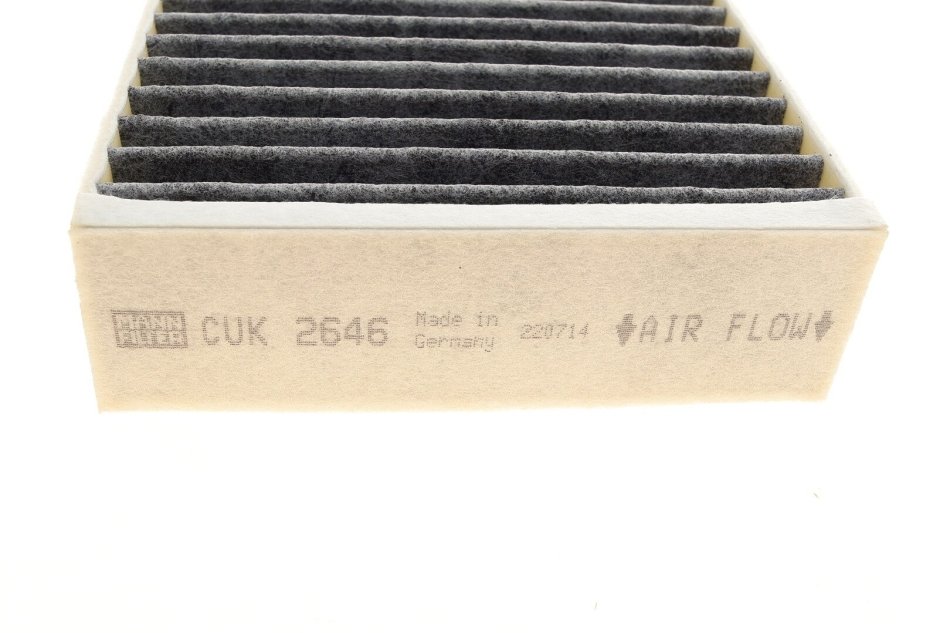 MANN
FILTER
CUK 2646
Made in
Germany
220714
AIR FLOW